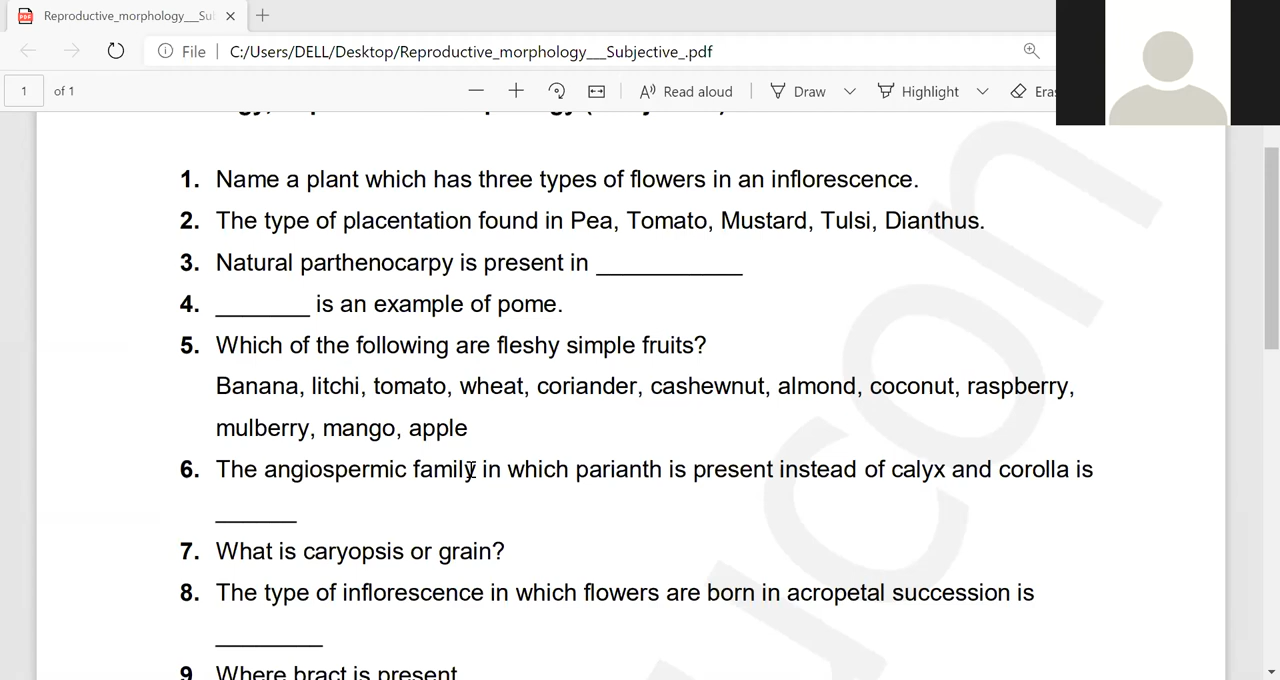 Reproductive_morphology___Su
File C:/Users/DELL/Desktop/Reproductive_morphology___Subjective_.pdf
1 of 1 Read aloud Draw Highlight Eras
1. Name a plant which has three types of flowers in an inflorescence.
2. The type of placentation found in Pea, Tomato, Mustard, Tulsi, Dianthus.
3. Natural parthenocarpy is present in ___________
4. _______ is an example of pome.
5. Which of the following are fleshy simple fruits?
Banana, litchi, tomato, wheat, coriander, cashewnut, almond, coconut, raspberry,
mulberry, mango, apple
6. The angiospermic family in which parianth is present instead of calyx and corolla is
______
7. What is caryopsis or grain?
8. The type of inflorescence in which flowers are born in acropetal succession is
________
9. Where bract is present